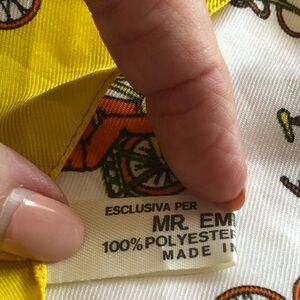 ESCLUSIVA PER
MR. EM
100% POLYESTER
MADE IN